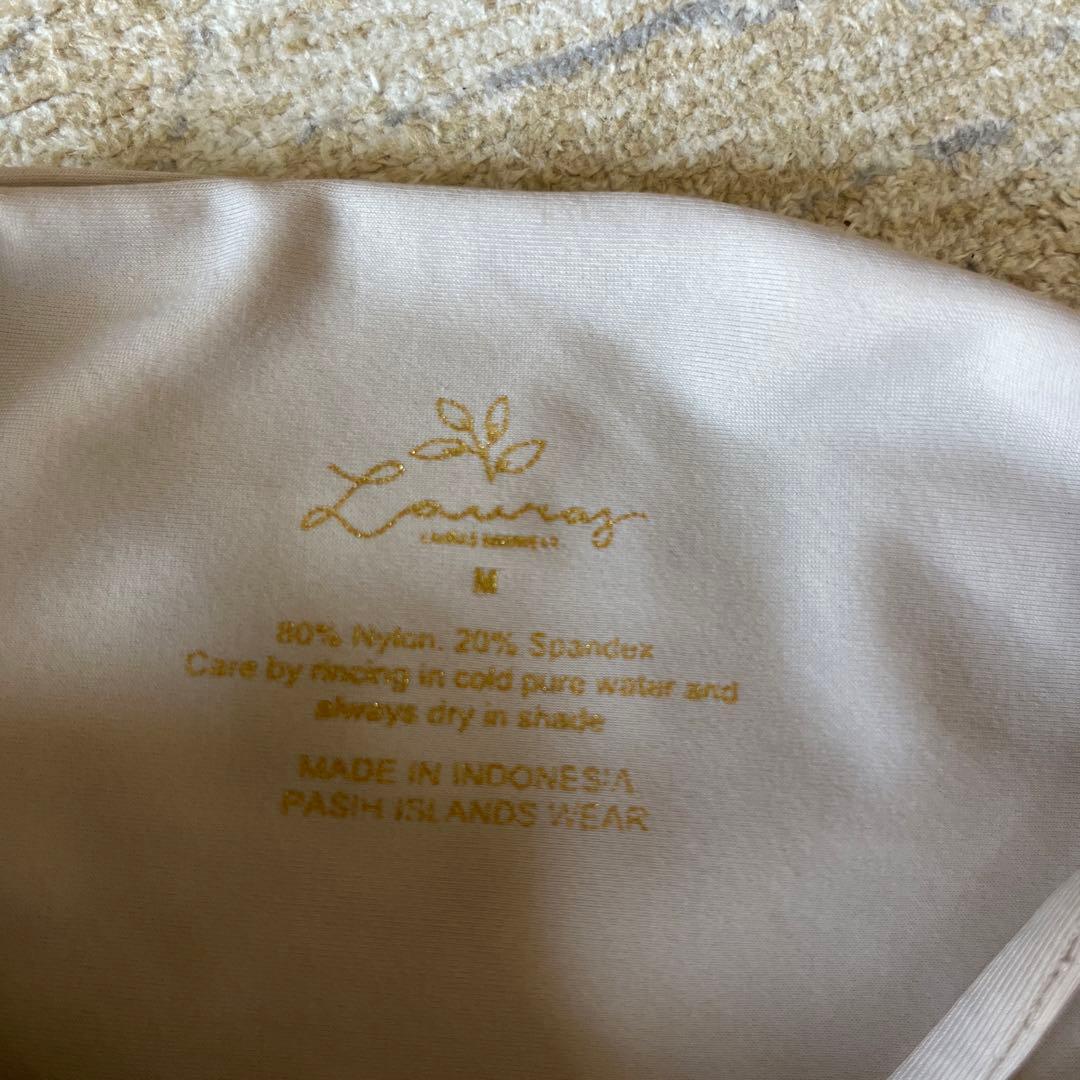 M
80% Nylon. 20% Spandex
Care by rincing in cold pure water and
always dry in shade
MADE IN INDONESIA
PASIH ISLANDS WEAR